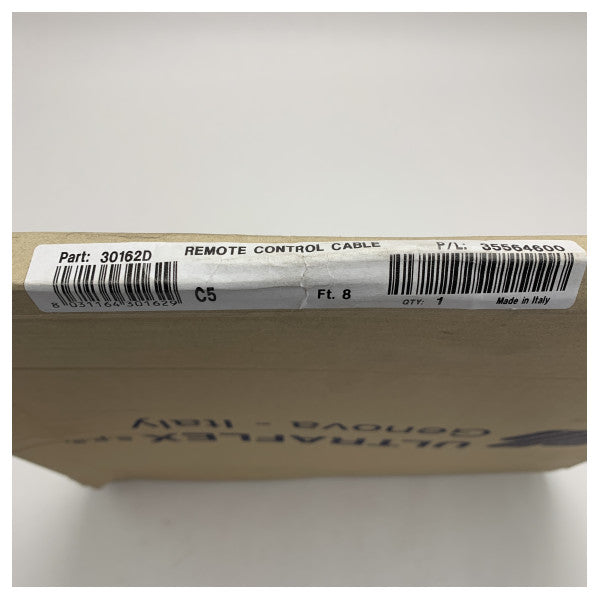 Part: 30162D REMOTE CONTROL CABLE P/L: 35564600
8 031164 301629 C5 Ft. 8 QTY: 1 Made in Italy
ULTRAFLEX s.p.a.
Genova - Italy